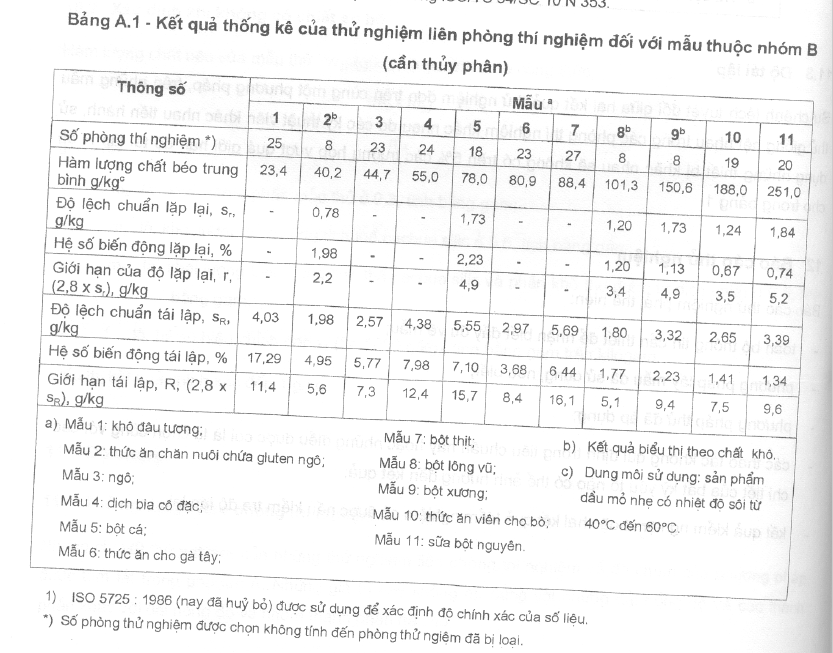 N 353.
Bảng A.1 - Kết quả thống kê của thử nghiệm liên phòng thí nghiệm đối với mẫu thuộc nhóm B
(cần thủy phân)
Thông số Mẫu ᵃ
1 2ᵇ 3 4 5 6 7 8ᵇ 9ᵇ 10 11
Số phòng thí nghiệm *) 25 8 23 24 18 23 27 8 8 19 20
Hàm lượng chất béo trung 23,4 40,2 44,7 55,0 78,0 80,9 88,4 101,3 150,6 188,0 251,0
bình g/kgᶜ
Độ lệch chuẩn lặp lại, sᵣ, - 0,78 - - 1,73 - - 1,20 1,73 1,24 1,84
g/kg
Hệ số biến động lặp lại, % - 1,98 - - 2,23 - - 1,20 1,13 0,67 0,74
Giới hạn của độ lặp lại, r, - 2,2 - - 4,9 - - 3,4 4,9 3,5 5,2
(2,8 x sᵣ), g/kg
Độ lệch chuẩn tái lập, sR, 4,03 1,98 2,57 4,38 5,55 2,97 5,69 1,80 3,32 2,65 3,39
g/kg
Hệ số biến động tái lập, % 17,29 4,95 5,77 7,98 7,10 3,68 6,44 1,77 2,23 1,41 1,34
Giới hạn tái lập, R, (2,8 x 11,4 5,6 7,3 12,4 15,7 8,4 16,1 5,1 9,4 7,5 9,6
sR), g/kg
a) Mẫu 1: khô đậu tương;
Mẫu 2: thức ăn chăn nuôi chứa gluten ngô;
Mẫu 3: ngô;
Mẫu 4: dịch bia cô đặc;
Mẫu 5: bột cá;
Mẫu 6: thức ăn cho gà tây;
Mẫu 7: bột thịt;
Mẫu 8: bột lông vũ;
Mẫu 9: bột xương;
Mẫu 10: thức ăn viên cho bò;
Mẫu 11: sữa bột nguyên.
b) Kết quả biểu thị theo chất khô.
c) Dung môi sử dụng: sản phẩm
dầu mỏ nhẹ có nhiệt độ sôi từ
40°C đến 60°C.
1) ISO 5725 : 1986 (nay đã huỷ bỏ) được sử dụng để xác định độ chính xác của số liệu.
*) Số phòng thử nghiệm được chọn không tính đến phòng thử ngiệm đã bị loại.